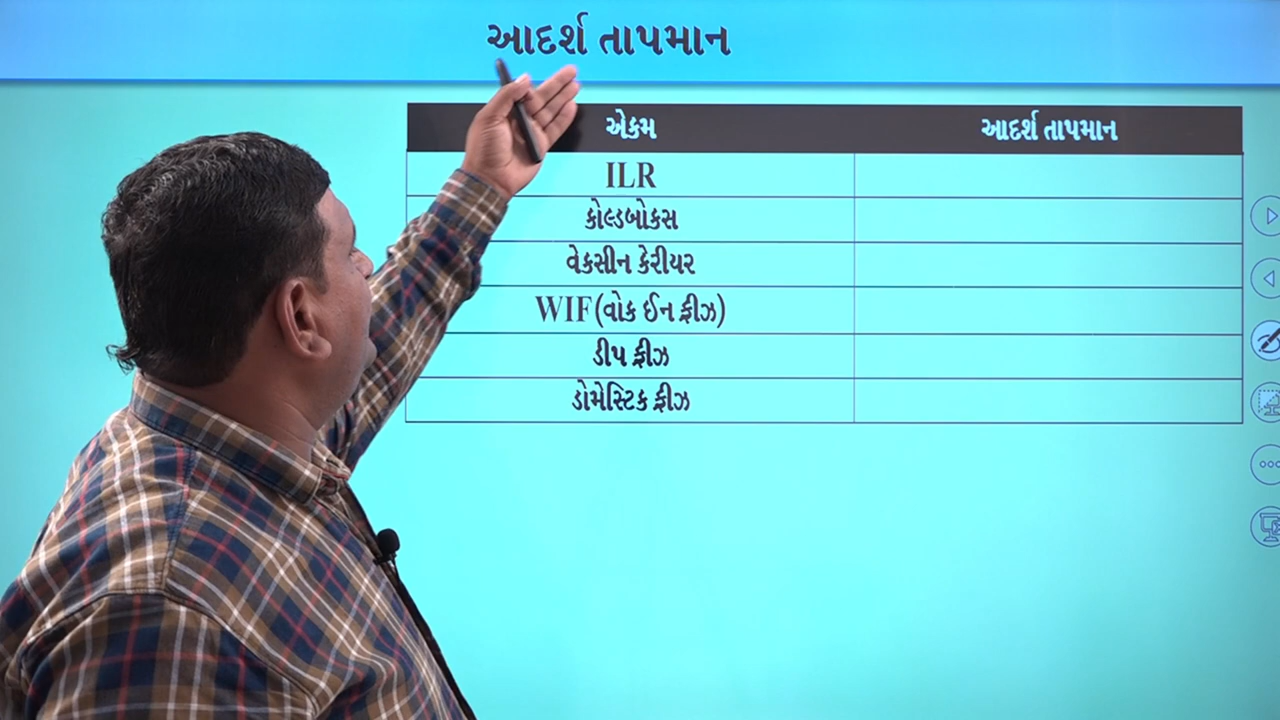 આદર્શ તાપમાન
એકમ આદર્શ તાપમાન
ILR
કોલ્ડબોક્સ
વેક્સીન કેરીયર
WIF(વોક ઈન ફ્રીઝ)
ડીપ ફ્રીઝ
ડોમેસ્ટિક ફ્રીઝ